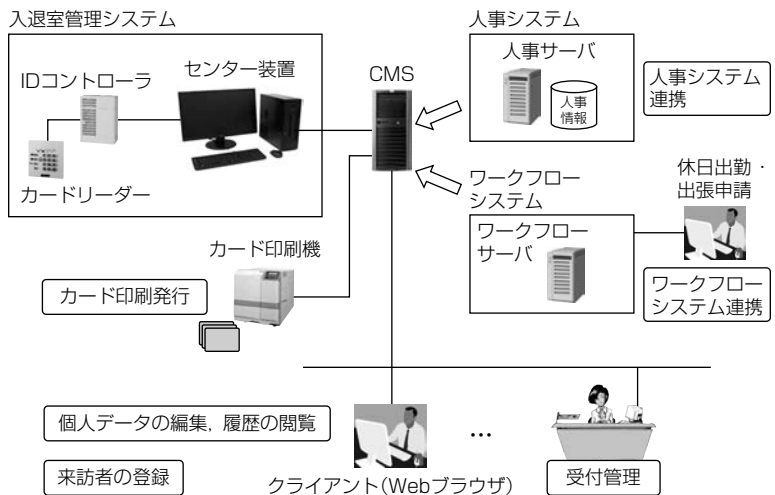 入退室管理システム
IDコントローラ
センター装置
カードリーダー
CMS
人事システム
人事サーバ
人事
情報
人事システム
連携
ワークフロー
システム
ワークフロー
サーバ
休日出勤・
出張申請
ワークフロー
システム連携
カード印刷機
カード印刷発行
個人データの編集，履歴の閲覧
来訪者の登録
クライアント(Webブラウザ)
…
受付管理